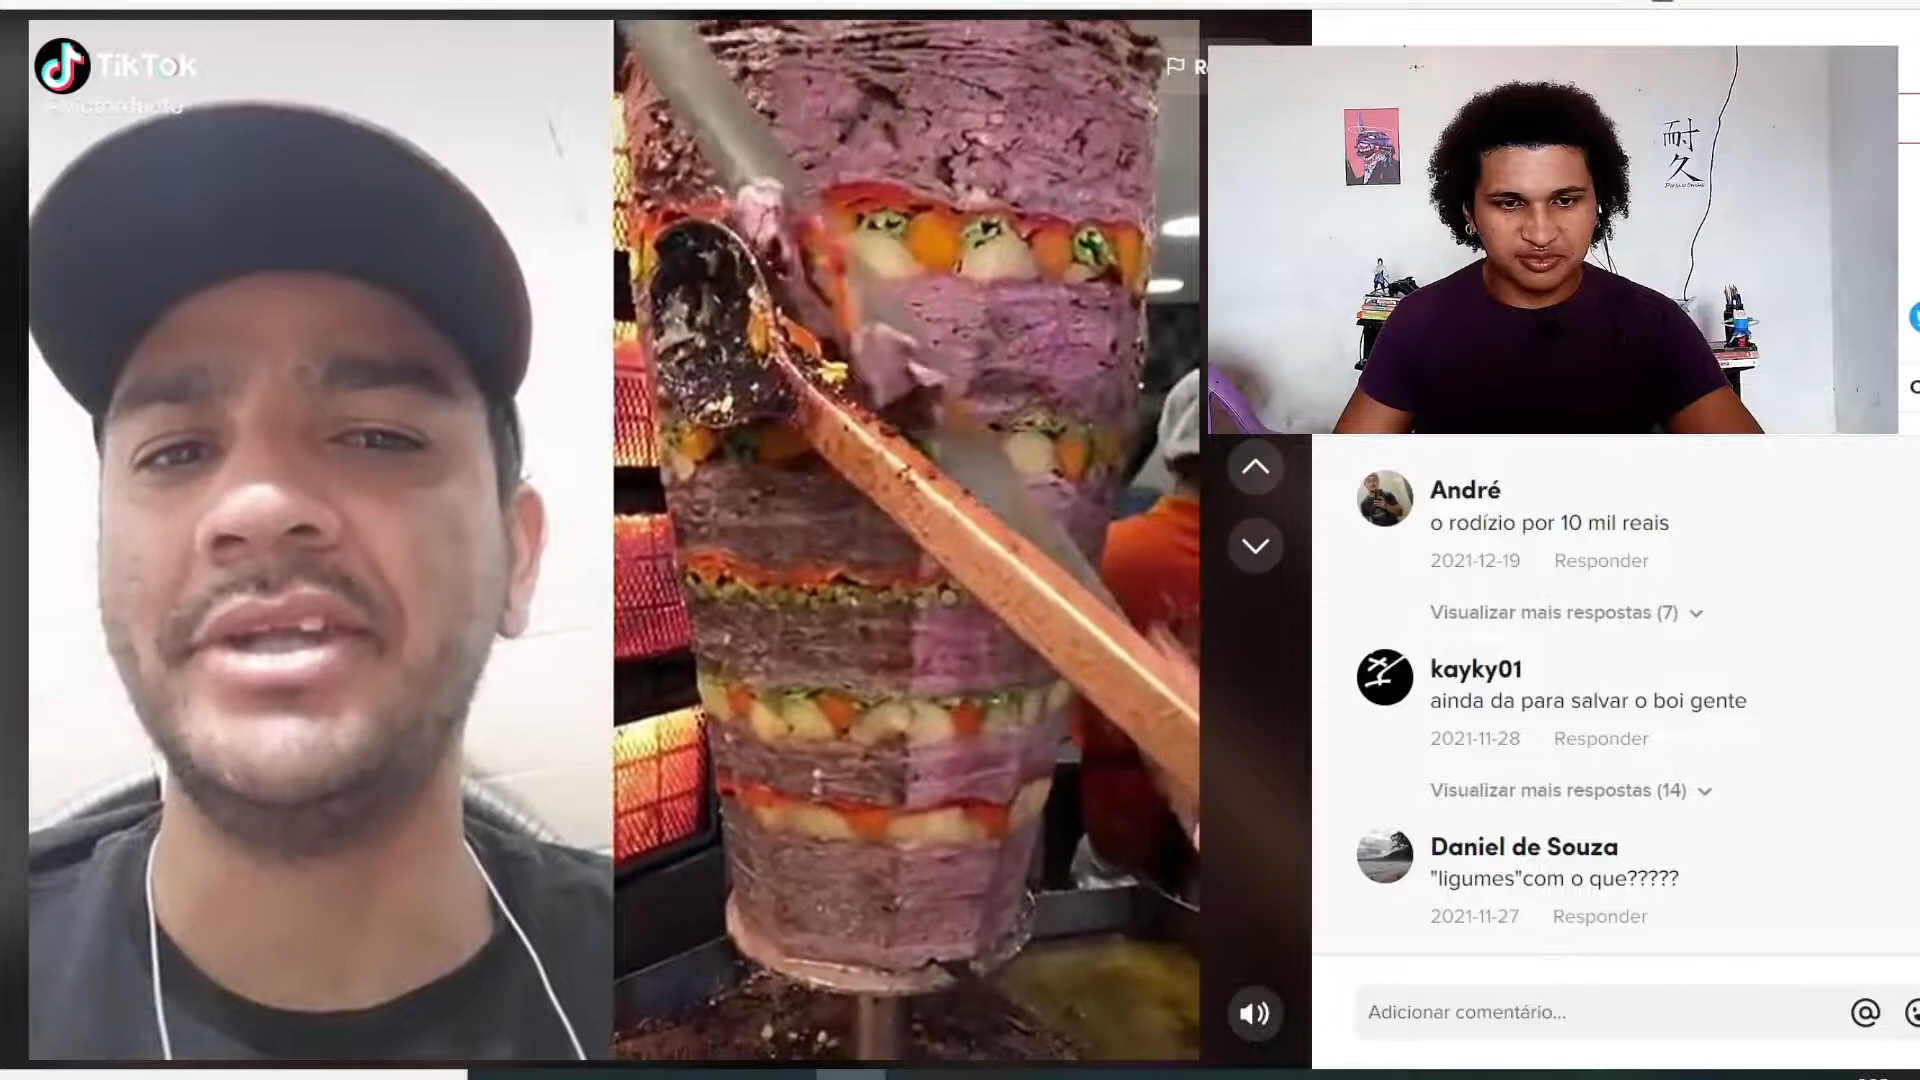 TikTok
R
耐
久
André
o rodízio por 10 mil reais
2021-12-19 Responder
Visualizar mais respostas (7)
kayky01
ainda da para salvar o boi gente
2021-11-28 Responder
Visualizar mais respostas (14)
Daniel de Souza
"ligumes"com o que?????
2021-11-27 Responder
Adicionar comentário...
@